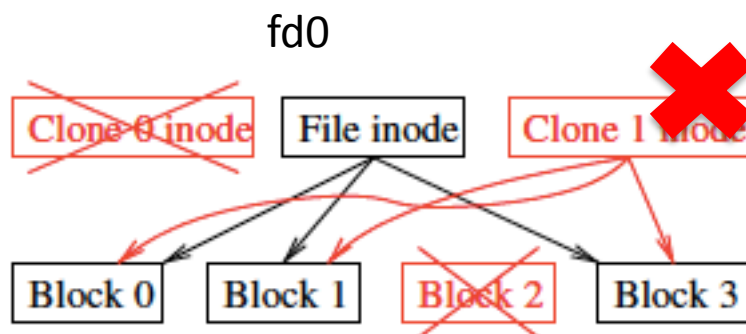 fd0
Clone 0 inode File inode Clone 1 inode
Block 0 Block 1 Block 2 Block 3